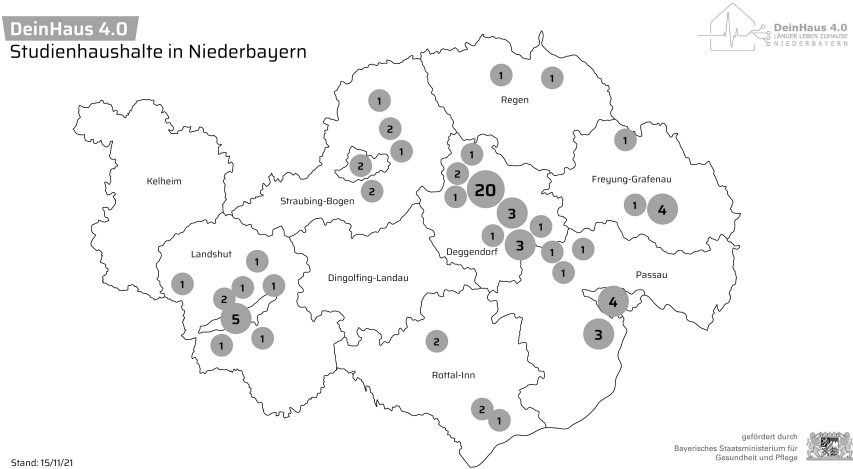 DeinHaus 4.0
Studienhaushalte in Niederbayern
DeinHaus 4.0
LÄNGER LEBEN ZUHAUSE
NIEDERBAYERN
1
1
Regen
1
2
1
2
2
Straubing-Bogen
Kelheim
1
Freyung-Grafenau
1
4
1
2
1
20
3
1
1
3
Deggendorf
1
1
1
Passau
4
3
Landshut
1
1
1
1
2
5
1
1
Dingolfing-Landau
2
Rottal-Inn
2
1
Stand: 15/11/21
gefördert durch
Bayerisches Staatsministerium für
Gesundheit und Pflege